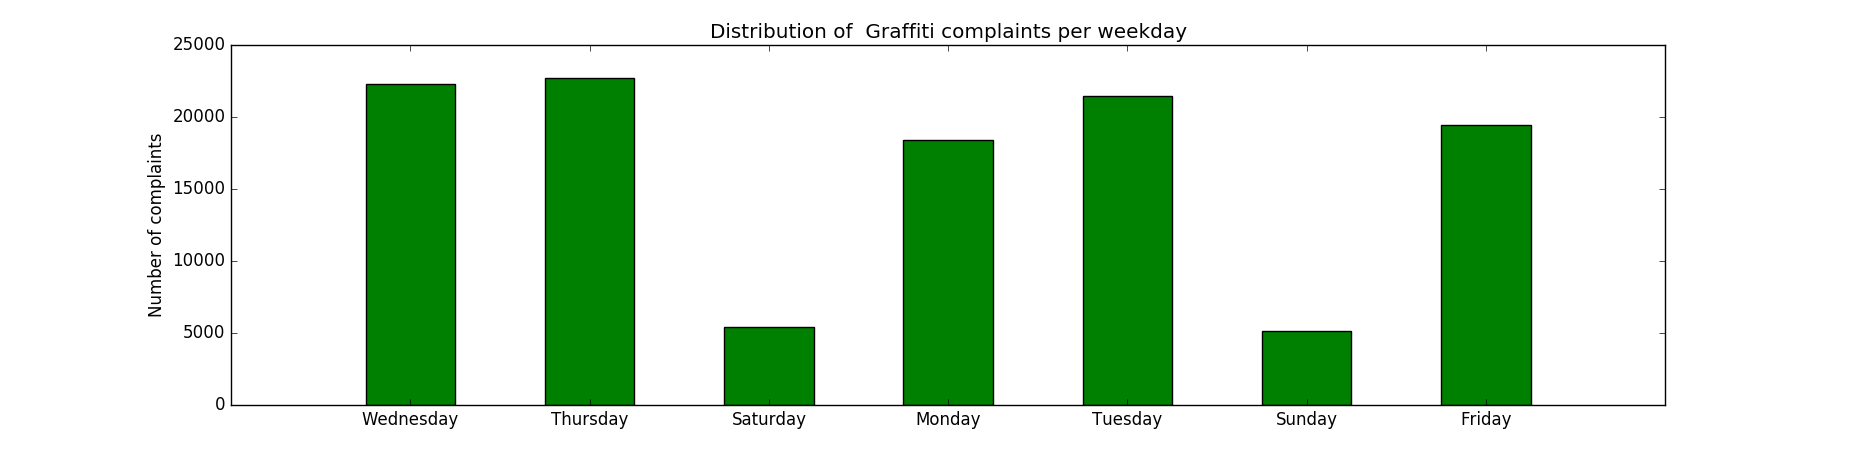 Distribution of  Graffiti complaints per weekday
Number of complaints
25000
20000
15000
10000
5000
0
Wednesday Thursday Saturday Monday Tuesday Sunday Friday